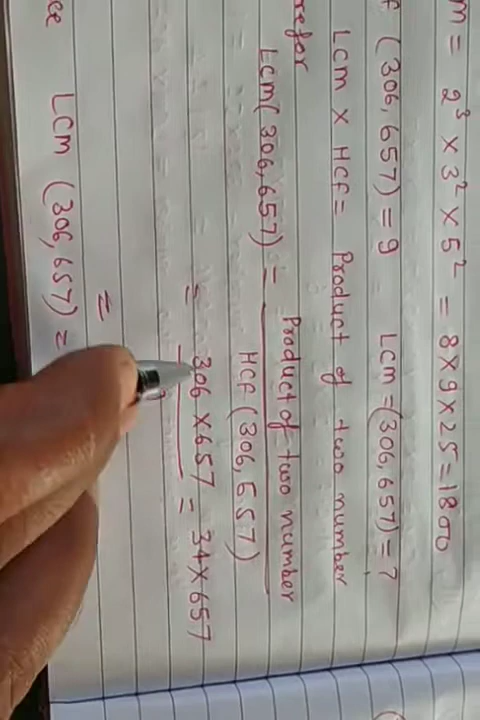 m = 2³ × 3² × 5² = 8×9×25 = 1800
f (306,657) = 9 LCM = (306,657) = ?
LCM × HCF = Product of two number
refor
LCM(306,657) = Product of two number
HCF (306,657)
= 306 × 657 = 34×657
=
LCM (306,657) =